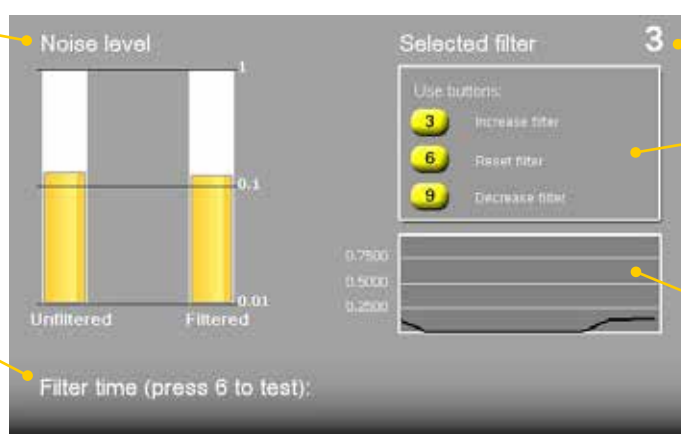 Noise level
Selected filter 3
1
0.1
0.01
Unfiltered Filtered
Use buttons:
3 Increase filter
6 Reset filter
9 Decrease filter
0.7500
0.5000
0.2500
Filter time (press 6 to test):